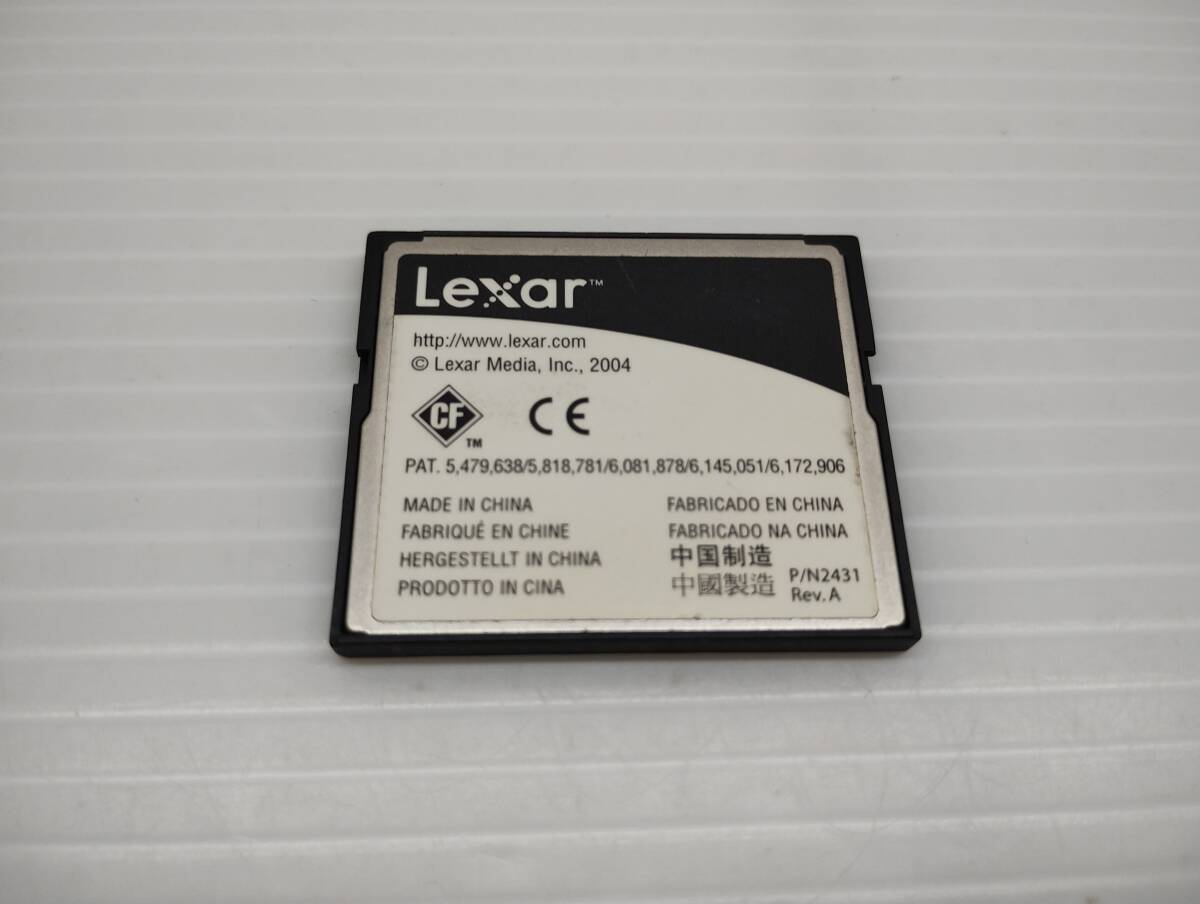 Lexar™
http://www.lexar.com
© Lexar Media, Inc., 2004
CF™ CE
PAT. 5,479,638/5,818,781/6,081,878/6,145,051/6,172,906
MADE IN CHINA
FABRIQUÉ EN CHINE
HERGESTELLT IN CHINA
PRODOTTO IN CINA
FABRICADO EN CHINA
FABRICADO NA CHINA
中国制造
中國製造
P/N2431
Rev. A